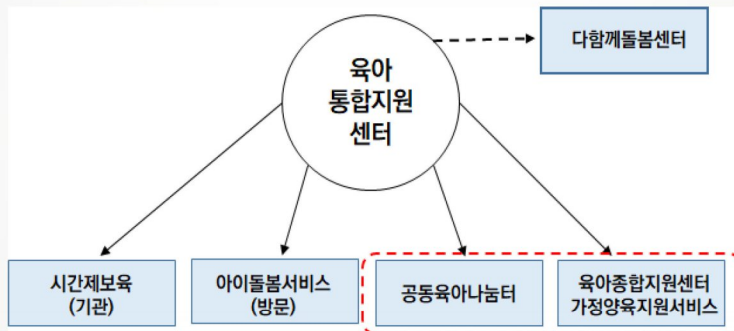 육아
통합지원
센터
다함께돌봄센터
시간제보육
(기관)
아이돌봄서비스
(방문)
공동육아나눔터
육아종합지원센터
가정양육지원서비스